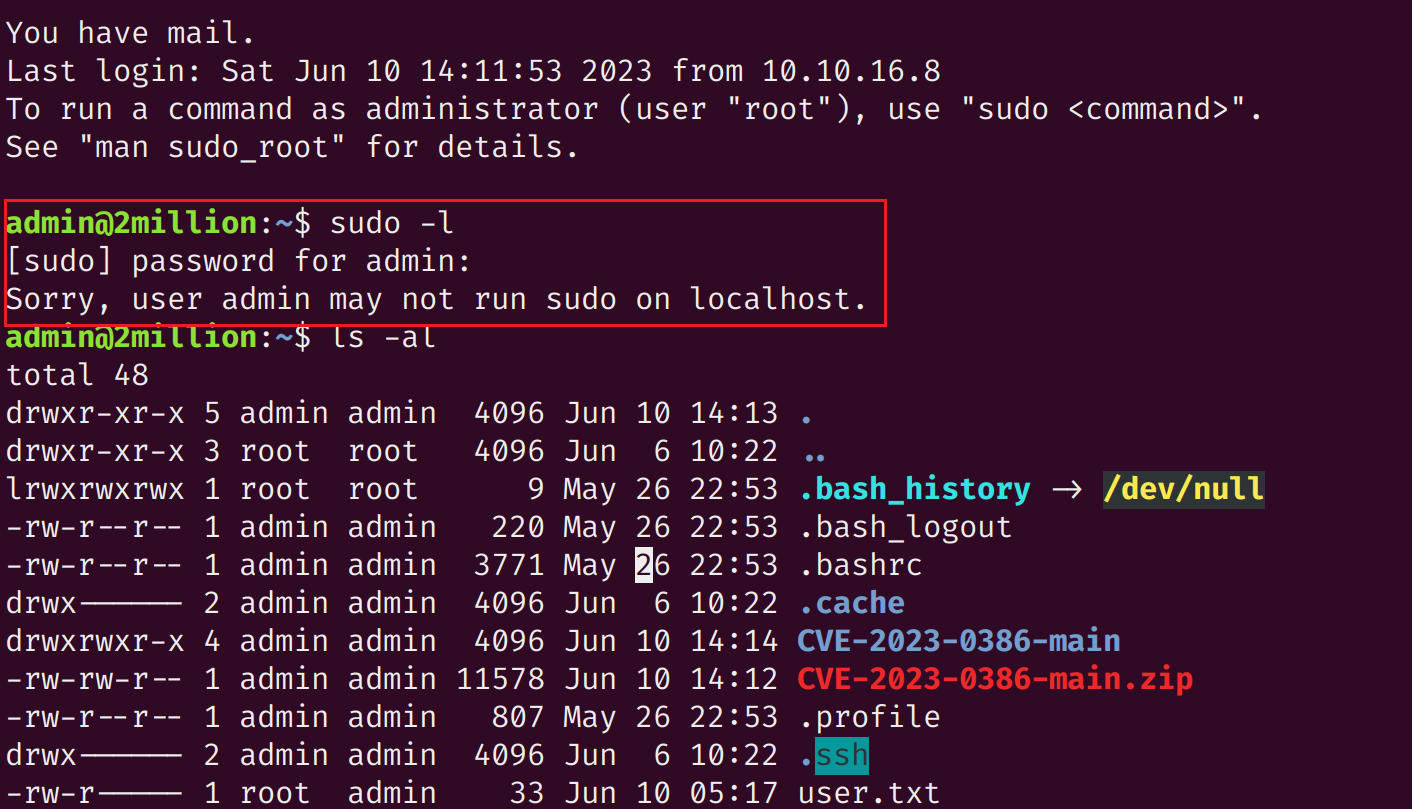 You have mail.
Last login: Sat Jun 10 14:11:53 2023 from 10.10.16.8
To run a command as administrator (user "root"), use "sudo <command>".
See "man sudo_root" for details.
admin@2million:~$ sudo -l
[sudo] password for admin:
Sorry, user admin may not run sudo on localhost.
admin@2million:~$ ls -al
total 48
drwxr-xr-x 5 admin admin  4096 Jun 10 14:13 .
drwxr-xr-x 3 root  root   4096 Jun  6 10:22 ..
lrwxrwxrwx 1 root  root      9 May 26 22:53 .bash_history -> /dev/null
-rw-r--r-- 1 admin admin   220 May 26 22:53 .bash_logout
-rw-r--r-- 1 admin admin  3771 May 26 22:53 .bashrc
drwx------ 2 admin admin  4096 Jun  6 10:22 .cache
drwxrwxr-x 4 admin admin  4096 Jun 10 14:14 CVE-2023-0386-main
-rw-rw-r-- 1 admin admin 11578 Jun 10 14:12 CVE-2023-0386-main.zip
-rw-r--r-- 1 admin admin   807 May 26 22:53 .profile
drwx------ 2 admin admin  4096 Jun  6 10:22 .ssh
-rw-r----- 1 root  admin    33 Jun 10 05:17 user.txt